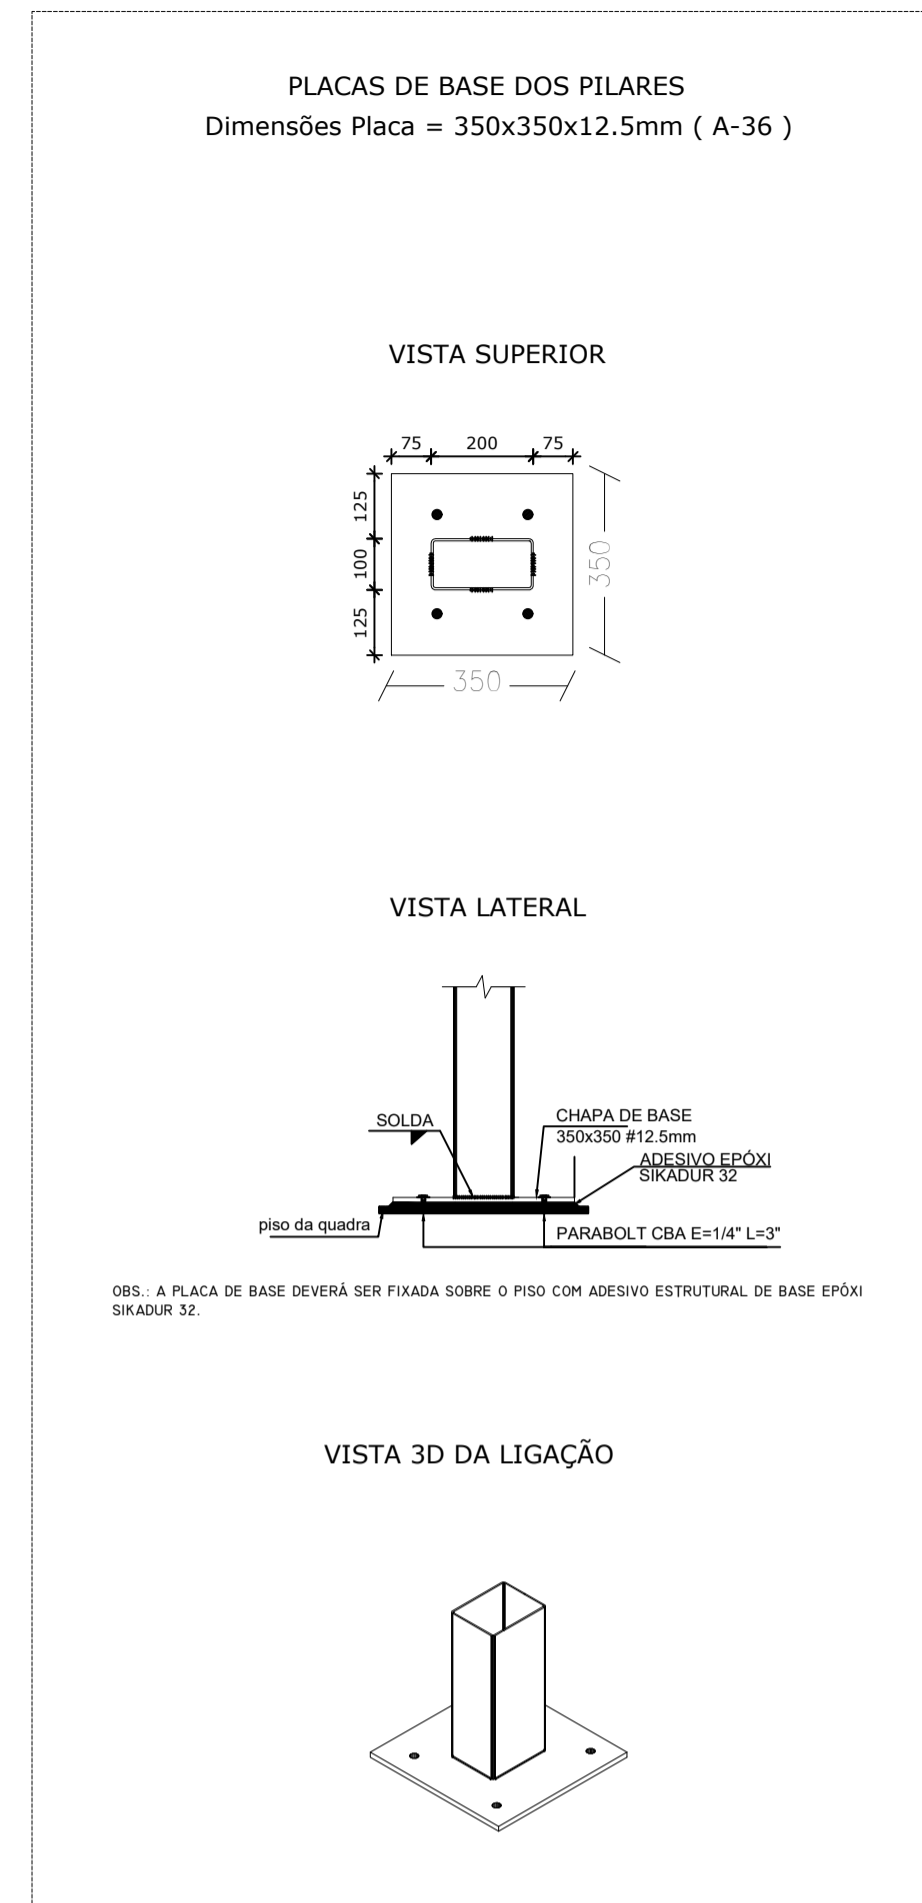 PLACAS DE BASE DOS PILARES
Dimensões Placa = 350x350x12.5mm ( A-36 )
VISTA SUPERIOR
75 200 75
125
100
125
350
350
VISTA LATERAL
SOLDA
CHAPA DE BASE
350x350 #12.5mm
ADESIVO EPÓXI
SIKADUR 32
piso da quadra
PARABOLT CBA E=1/4" L=3"
OBS.: A PLACA DE BASE DEVERÁ SER FIXADA SOBRE O PISO COM ADESIVO ESTRUTURAL DE BASE EPÓXI
SIKADUR 32.
VISTA 3D DA LIGAÇÃO